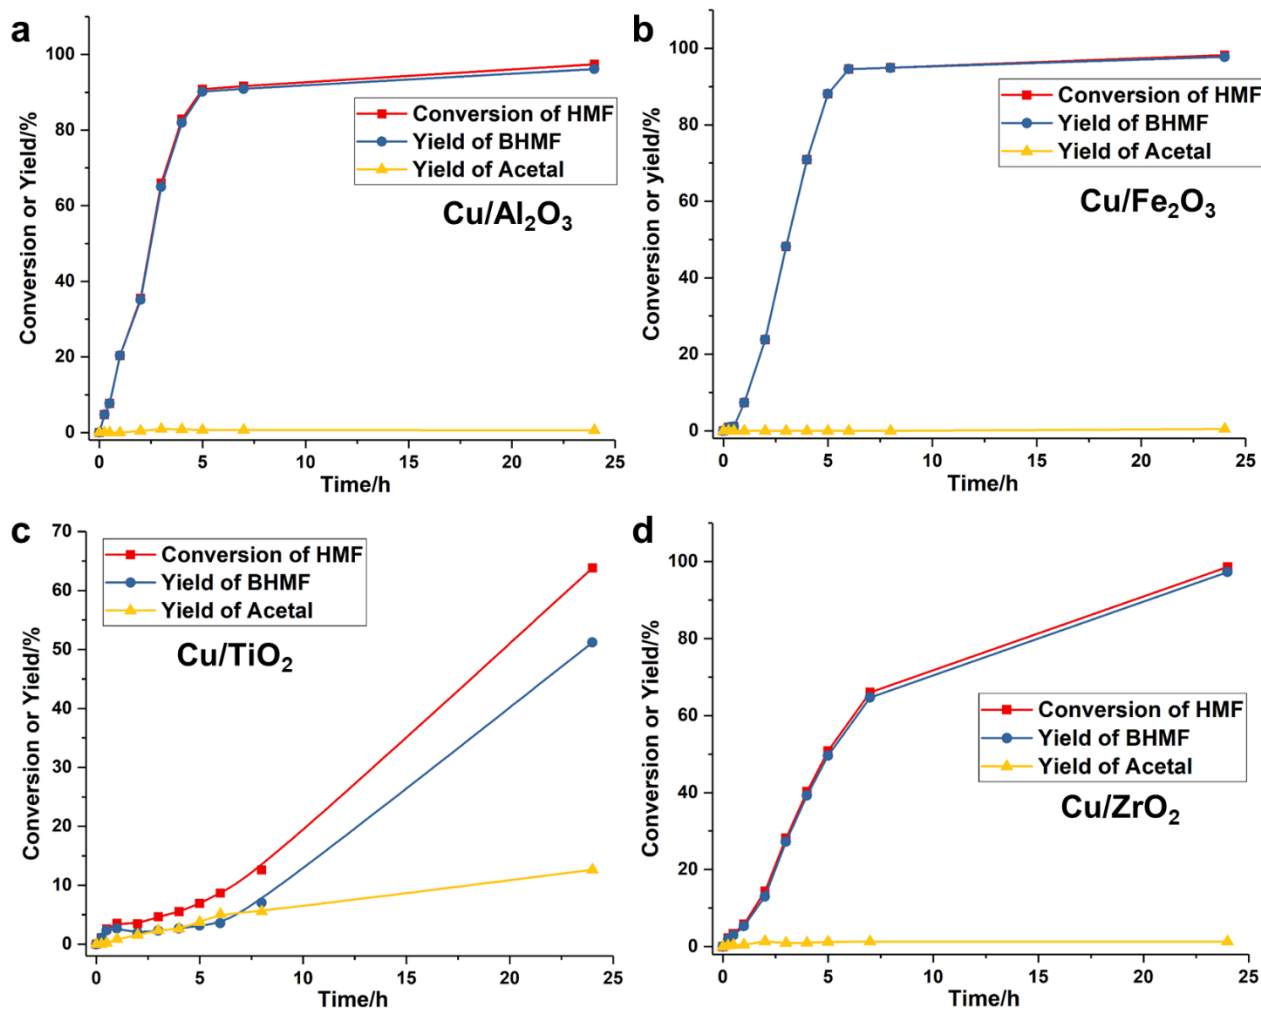 a
100
80
60
40
20
0
Conversion or Yield/%
Conversion of HMF
Yield of BHMF
Yield of Acetal
Cu/Al₂O₃
0 5 10 15 20 25
Time/h
b
100
80
60
40
20
0
Conversion or yield/%
Conversion of HMF
Yield of BHMF
Yield of Acetal
Cu/Fe₂O₃
0 5 10 15 20 25
Time/h
c
70
60
50
40
30
20
10
0
Conversion or Yield/%
Conversion of HMF
Yield of BHMF
Yield of Acetal
Cu/TiO₂
0 5 10 15 20 25
Time/h
d
100
80
60
40
20
0
Conversion or Yield/%
Conversion of HMF
Yield of BHMF
Yield of Acetal
Cu/ZrO₂
0 5 10 15 20 25
Time/h